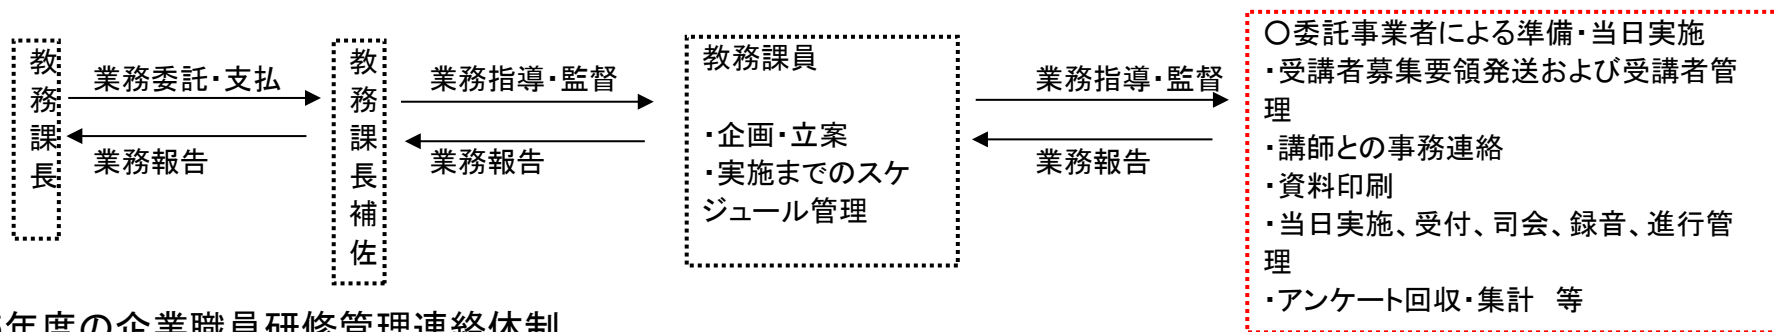 教務課長
業務委託・支払
業務報告
教務課長補佐
業務指導・監督
業務報告
教務課員
・企画・立案
・実施までのスケ
ジュール管理
業務指導・監督
業務報告
○委託事業者による準備・当日実施
・受講者募集要領発送および受講者管
理
・講師との事務連絡
・資料印刷
・当日実施、受付、司会、録音、進行管
理
・アンケート回収・集計　等
年度の企業職員研修管理連絡体制